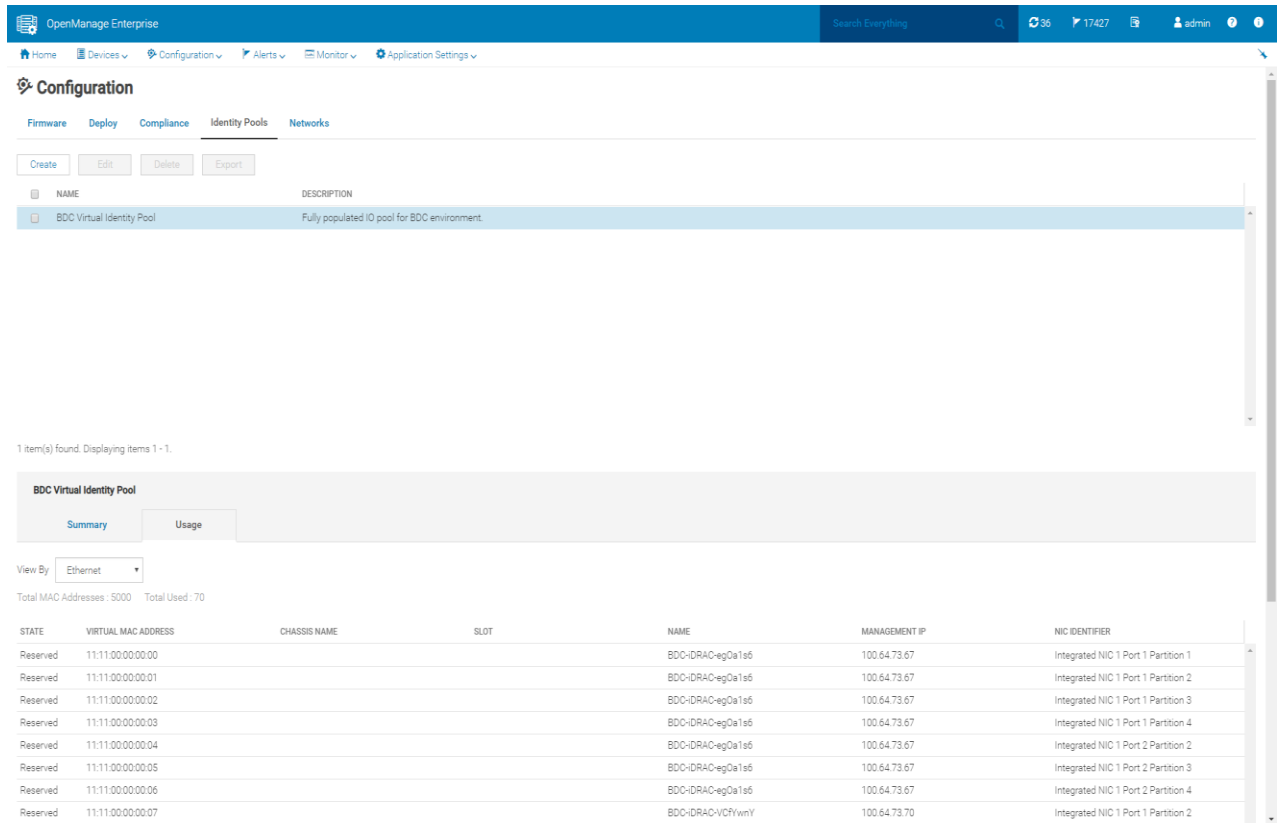 OpenManage Enterprise Search Everything 36 17427 admin
Home Devices Configuration Alerts Monitor Application Settings
Configuration
Firmware Deploy Compliance Identity Pools Networks
Create Edit Delete Export
NAME DESCRIPTION
BDC Virtual Identity Pool Fully populated IO pool for BDC environment.
1 item(s) found. Displaying items 1 - 1.
BDC Virtual Identity Pool
Summary Usage
View By Ethernet
Total MAC Addresses : 5000 Total Used : 70
STATE VIRTUAL MAC ADDRESS CHASSIS NAME SLOT NAME MANAGEMENT IP NIC IDENTIFIER
Reserved 11:11:00:00:00:00 BDC-iDRAC-eg0a1s6 100.64.73.67 Integrated NIC 1 Port 1 Partition 1
Reserved 11:11:00:00:00:01 BDC-iDRAC-eg0a1s6 100.64.73.67 Integrated NIC 1 Port 1 Partition 2
Reserved 11:11:00:00:00:02 BDC-iDRAC-eg0a1s6 100.64.73.67 Integrated NIC 1 Port 1 Partition 3
Reserved 11:11:00:00:00:03 BDC-iDRAC-eg0a1s6 100.64.73.67 Integrated NIC 1 Port 1 Partition 4
Reserved 11:11:00:00:00:04 BDC-iDRAC-eg0a1s6 100.64.73.67 Integrated NIC 1 Port 2 Partition 2
Reserved 11:11:00:00:00:05 BDC-iDRAC-eg0a1s6 100.64.73.67 Integrated NIC 1 Port 2 Partition 3
Reserved 11:11:00:00:00:06 BDC-iDRAC-eg0a1s6 100.64.73.67 Integrated NIC 1 Port 2 Partition 4
Reserved 11:11:00:00:00:07 BDC-iDRAC-VCfYwnY 100.64.73.70 Integrated NIC 1 Port 1 Partition 2